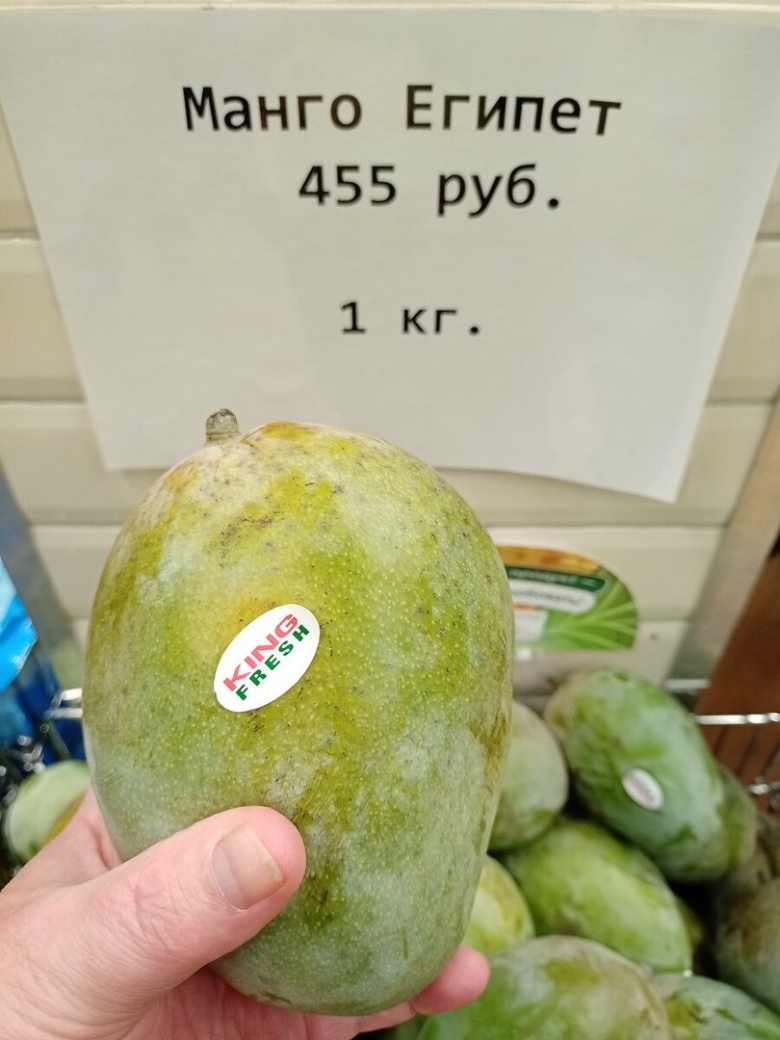 Манго Египет
455 руб.
1 кг.
KING
FRESH